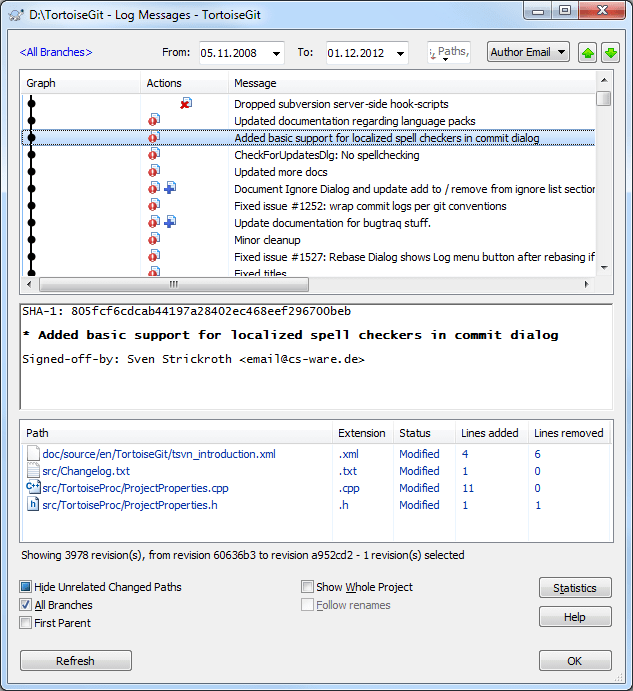 D:\TortoiseGit - Log Messages - TortoiseGit
<All Branches> From: 05.11.2008 To: 01.12.2012 Paths, Author Email
Graph Actions Message
Dropped subversion server-side hook-scripts
Updated documentation regarding language packs
Added basic support for localized spell checkers in commit dialog
CheckForUpdatesDlg: No spellchecking
Updated more docs
Document Ignore Dialog and update add to / remove from ignore list section
Fixed issue #1252: wrap commit logs per git conventions
Update documentation for bugtraq stuff.
Minor cleanup
Fixed issue #1527: Rebase Dialog shows Log menu button after rebasing if
Fixed titles
SHA-1: 805fcf6cdcab44197a28402ec468eef296700beb
* Added basic support for localized spell checkers in commit dialog
Signed-off-by: Sven Strickroth <email@cs-ware.de>
Path Extension Status Lines added Lines removed
doc/source/en/TortoiseGit/tsvn_introduction.xml .xml Modified 4 6
src/Changelog.txt .txt Modified 1 0
C++ src/TortoiseProc/ProjectProperties.cpp .cpp Modified 11 0
h src/TortoiseProc/ProjectProperties.h .h Modified 1 1
Showing 3978 revision(s), from revision 60636b3 to revision a952cd2 - 1 revision(s) selected
Hide Unrelated Changed Paths Show Whole Project Statistics
All Branches Follow renames
First Parent Help
Refresh OK